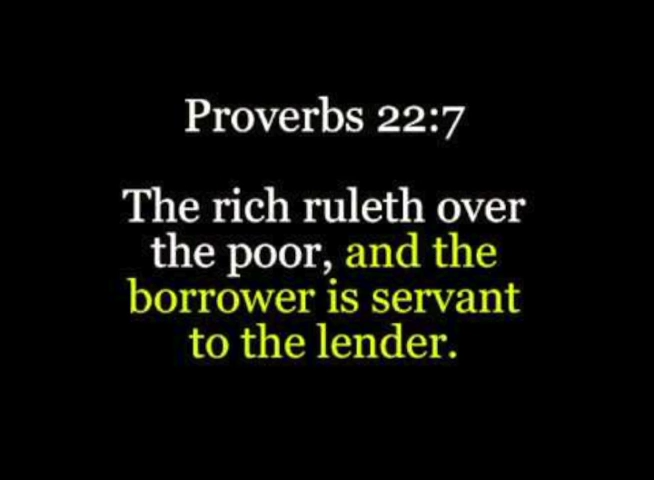 Proverbs 22:7
The rich ruleth over
the poor, and the
borrower is servant
to the lender.